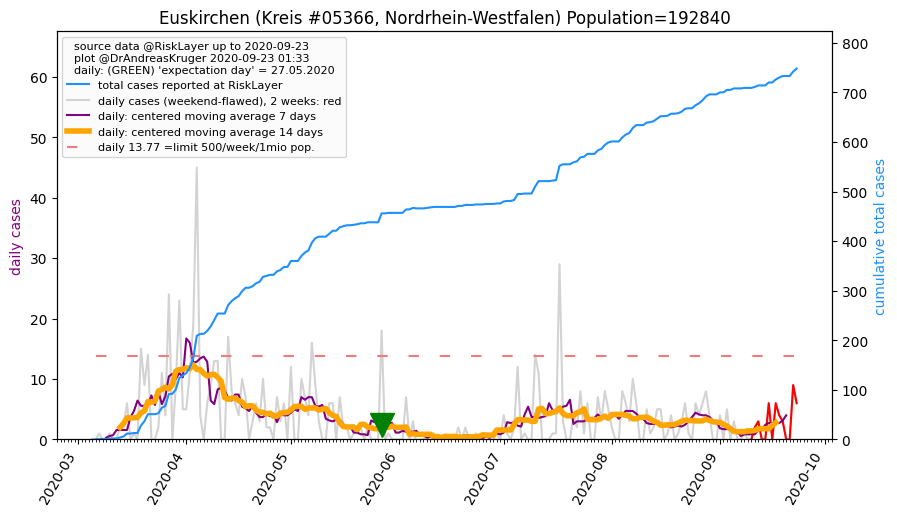 Euskirchen (Kreis #05366, Nordrhein-Westfalen) Population=192840
source data @RiskLayer up to 2020-09-23
plot @DrAndreasKruger 2020-09-23 01:33
daily: (GREEN) 'expectation day' = 27.05.2020
total cases reported at RiskLayer
daily cases (weekend-flawed), 2 weeks: red
daily: centered moving average 7 days
daily: centered moving average 14 days
daily 13.77 =limit 500/week/1mio pop.
daily cases
60
50
40
30
20
10
0
cumulative total cases
800
700
600
500
400
300
200
100
0
2020-03
2020-04
2020-05
2020-06
2020-07
2020-08
2020-09
2020-10